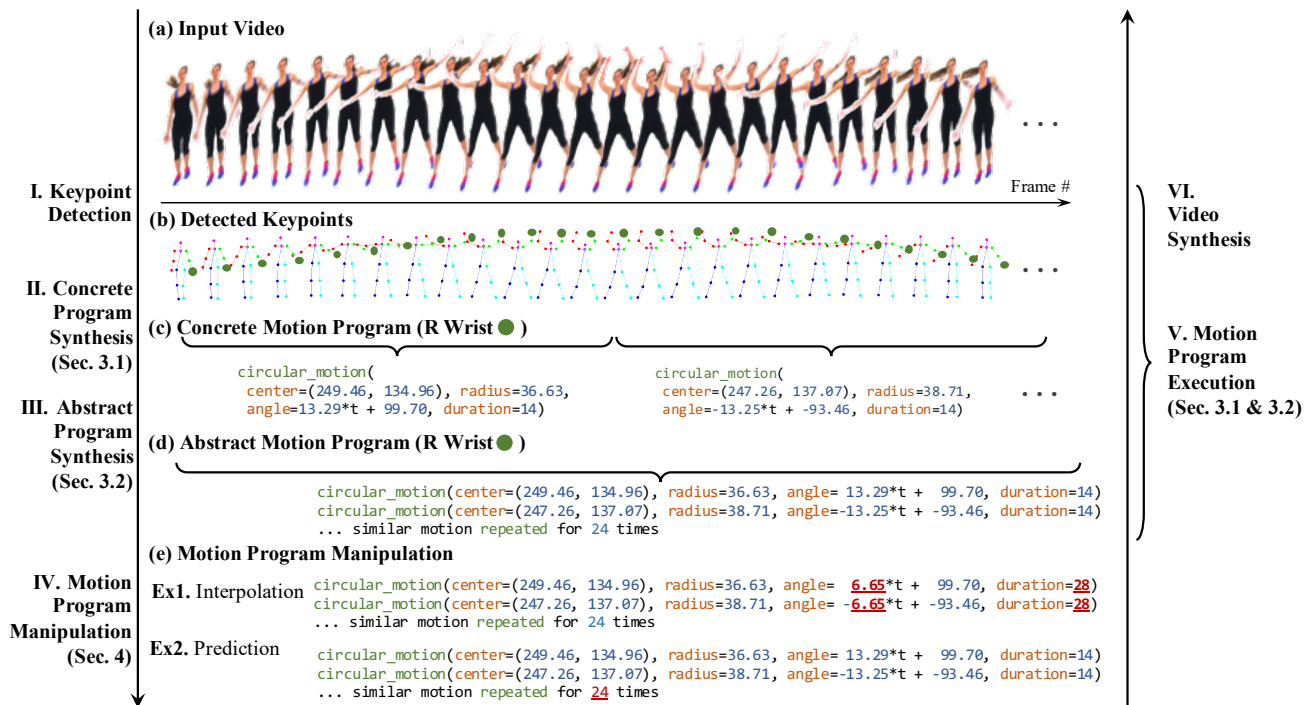 (a) Input Video
. . .
Frame #
I. Keypoint
Detection
(b) Detected Keypoints
. . .
II. Concrete
Program
Synthesis
(Sec. 3.1)
(c) Concrete Motion Program (R Wrist )
circular_motion(
center=(249.46, 134.96), radius=36.63,
angle=13.29*t + 99.70, duration=14)
circular_motion(
center=(247.26, 137.07), radius=38.71,
angle=-13.25*t + -93.46, duration=14)
. . .
III. Abstract
Program
Synthesis
(Sec. 3.2)
(d) Abstract Motion Program (R Wrist )
circular_motion(center=(249.46, 134.96), radius=36.63, angle= 13.29*t + 99.70, duration=14)
circular_motion(center=(247.26, 137.07), radius=38.71, angle=-13.25*t + -93.46, duration=14)
... similar motion repeated for 24 times
IV. Motion
Program
Manipulation
(Sec. 4)
(e) Motion Program Manipulation
Ex1. Interpolation
circular_motion(center=(249.46, 134.96), radius=36.63, angle= 6.65*t + 99.70, duration=28)
circular_motion(center=(247.26, 137.07), radius=38.71, angle= -6.65*t + -93.46, duration=28)
... similar motion repeated for 24 times
Ex2. Prediction
circular_motion(center=(249.46, 134.96), radius=36.63, angle= 13.29*t + 99.70, duration=14)
circular_motion(center=(247.26, 137.07), radius=38.71, angle=-13.25*t + -93.46, duration=14)
... similar motion repeated for 24 times
VI.
Video
Synthesis
V. Motion
Program
Execution
(Sec. 3.1 & 3.2)